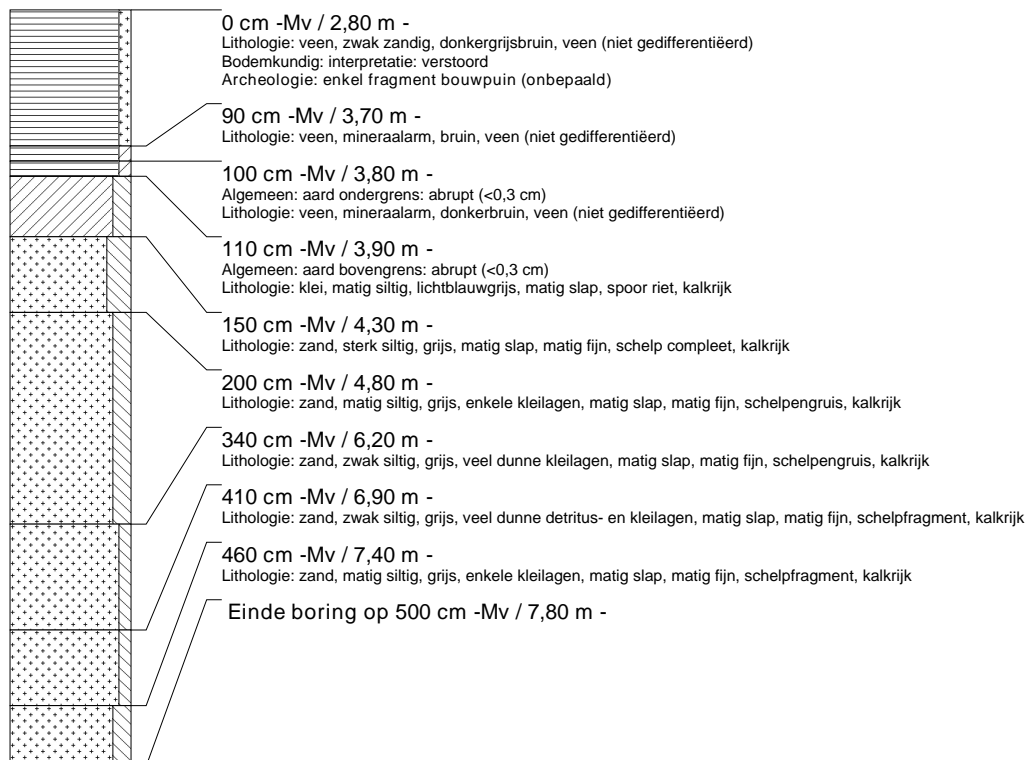 0 cm -Mv / 2,80 m -
Lithologie: veen, zwak zandig, donkergrijsbruin, veen (niet gedifferentiëerd)
Bodemkundig: interpretatie: verstoord
Archeologie: enkel fragment bouwpuin (onbepaald)
90 cm -Mv / 3,70 m -
Lithologie: veen, mineraalarm, bruin, veen (niet gedifferentiëerd)
100 cm -Mv / 3,80 m -
Algemeen: aard ondergrens: abrupt (<0,3 cm)
Lithologie: veen, mineraalarm, donkerbruin, veen (niet gedifferentiëerd)
110 cm -Mv / 3,90 m -
Algemeen: aard bovengrens: abrupt (<0,3 cm)
Lithologie: klei, matig siltig, lichtblauwgrijs, matig slap, spoor riet, kalkrijk
150 cm -Mv / 4,30 m -
Lithologie: zand, sterk siltig, grijs, matig slap, matig fijn, schelp compleet, kalkrijk
200 cm -Mv / 4,80 m -
Lithologie: zand, matig siltig, grijs, enkele kleilagen, matig slap, matig fijn, schelpengruis, kalkrijk
340 cm -Mv / 6,20 m -
Lithologie: zand, zwak siltig, grijs, veel dunne kleilagen, matig slap, matig fijn, schelpengruis, kalkrijk
410 cm -Mv / 6,90 m -
Lithologie: zand, zwak siltig, grijs, veel dunne detritus- en kleilagen, matig slap, matig fijn, schelpfragment, kalkrijk
460 cm -Mv / 7,40 m -
Lithologie: zand, matig siltig, grijs, enkele kleilagen, matig slap, matig fijn, schelpfragment, kalkrijk
Einde boring op 500 cm -Mv / 7,80 m -